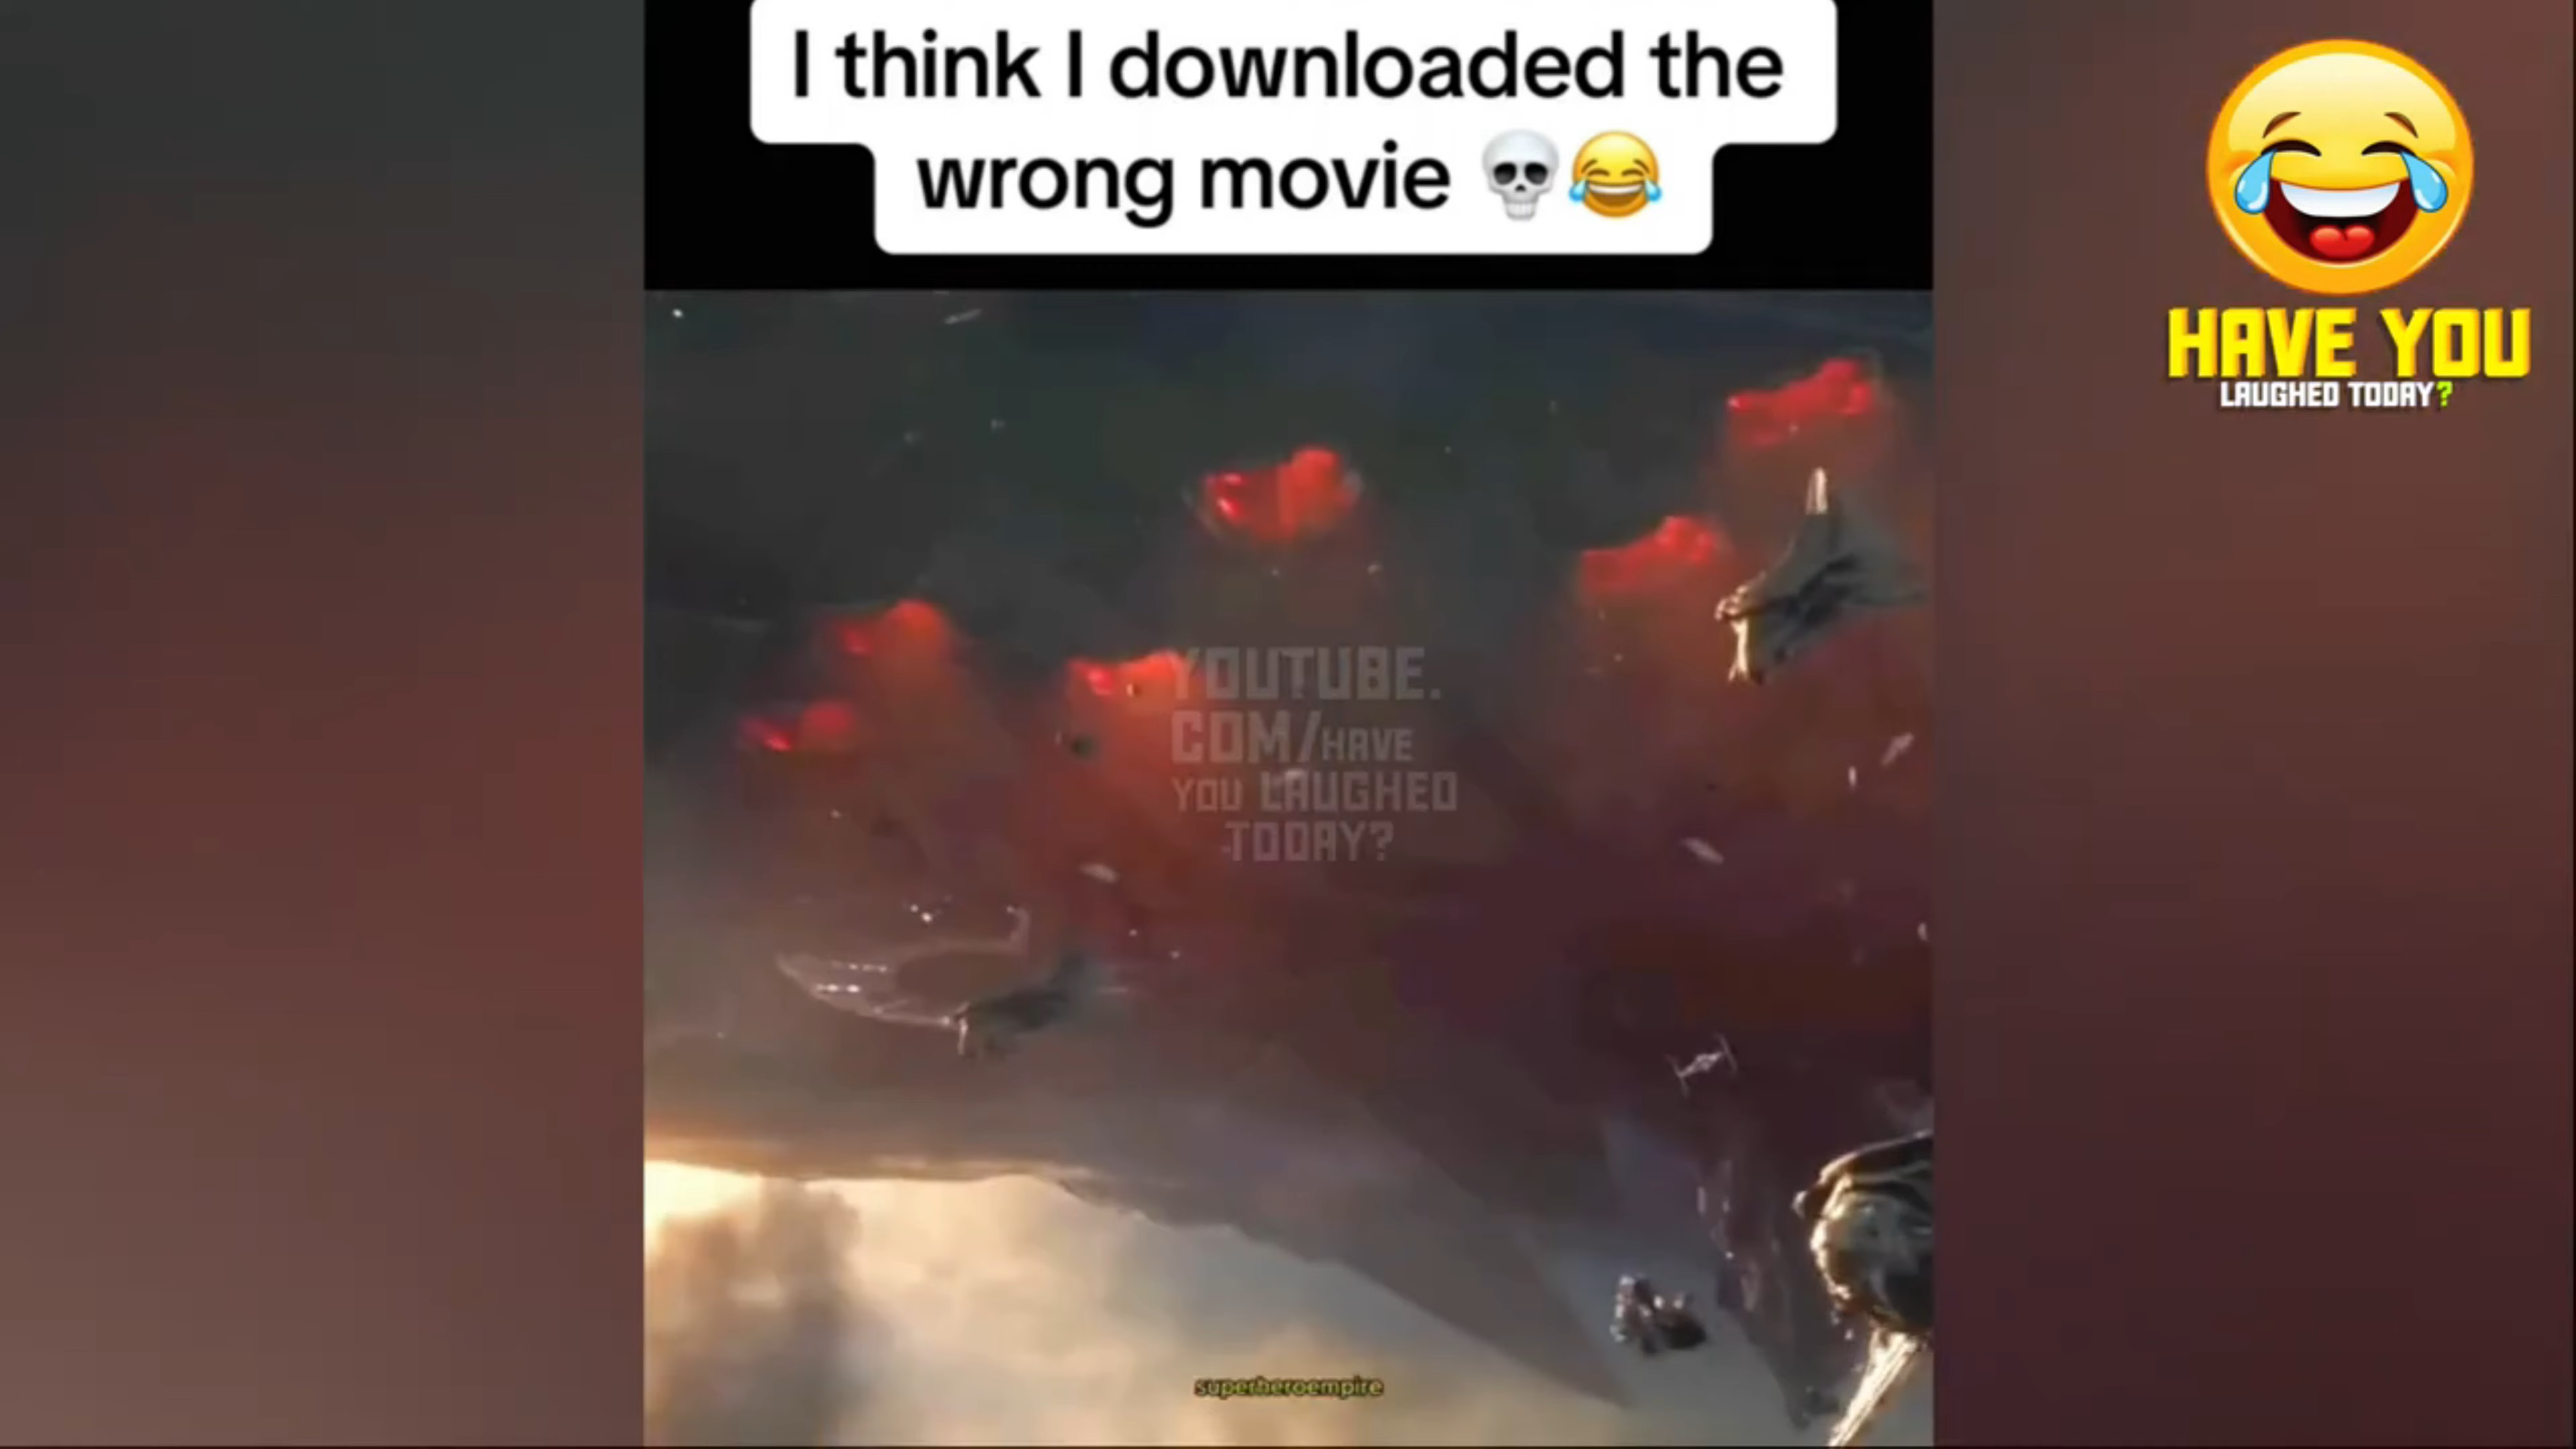 I think I downloaded the
wrong movie 💀😂
HAVE YOU
LAUGHED TODAY?
YOUTUBE.
COM/HAVE
YOU LAUGHED
TODAY?
superheroempire